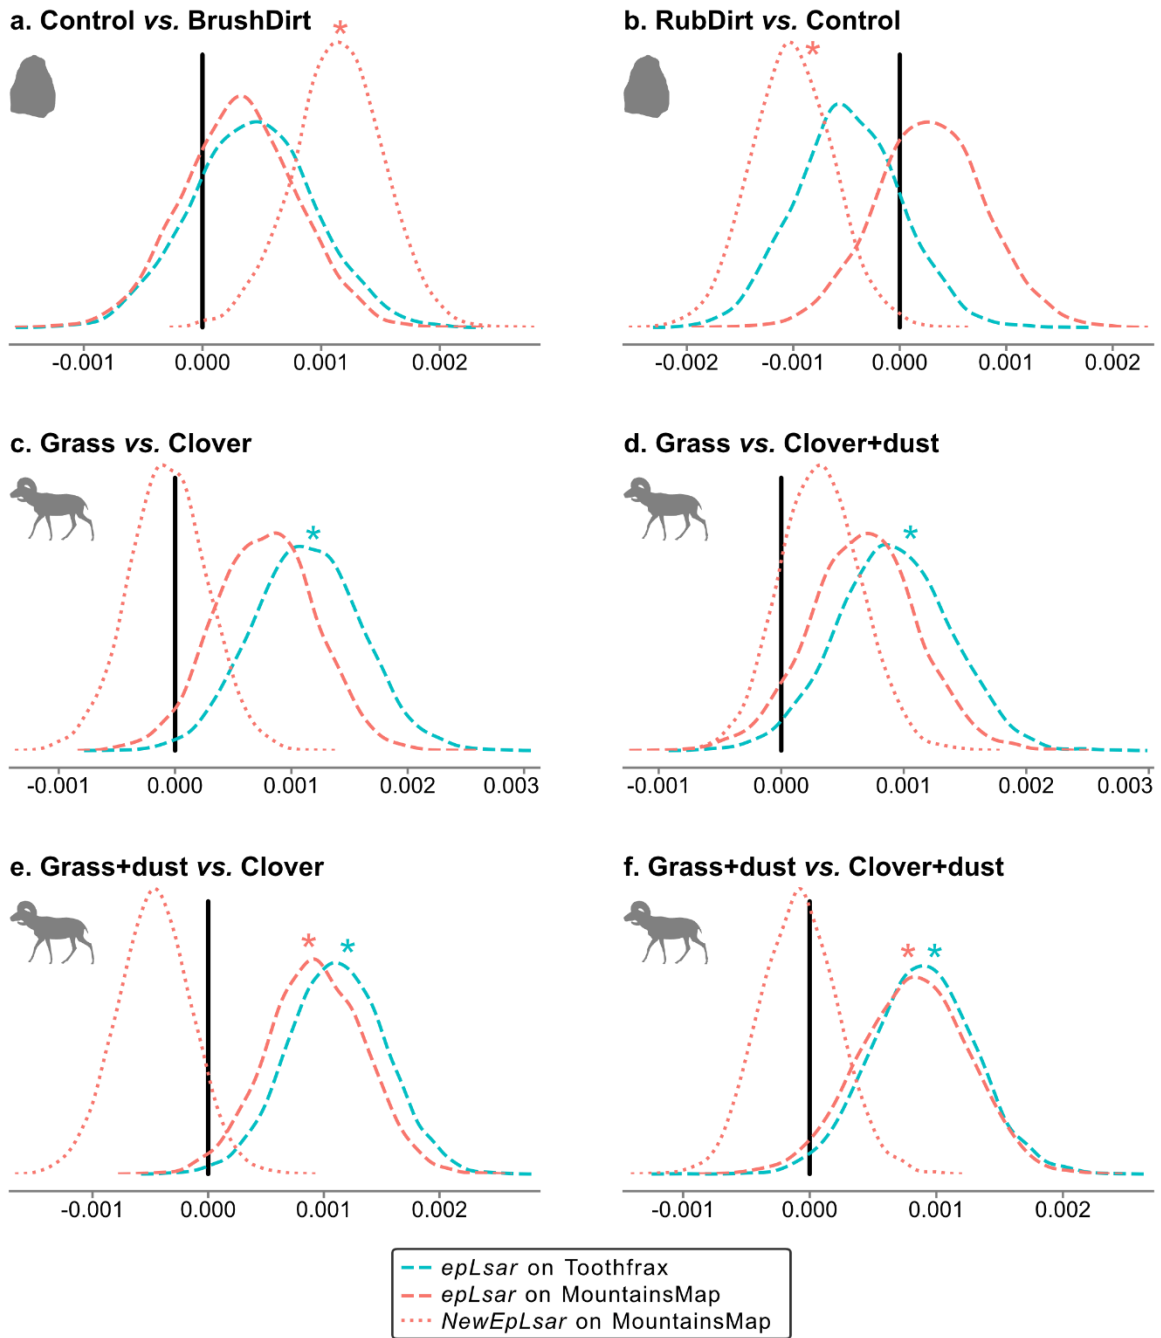 a. Control vs. BrushDirt
*
-0.001 0.000 0.001 0.002
b. RubDirt vs. Control
*
-0.002 -0.001 0.000 0.001 0.002
c. Grass vs. Clover
*
-0.001 0.000 0.001 0.002 0.003
d. Grass vs. Clover+dust
*
-0.001 0.000 0.001 0.002 0.003
e. Grass+dust vs. Clover
* *
-0.001 0.000 0.001 0.002
f. Grass+dust vs. Clover+dust
* *
-0.001 0.000 0.001 0.002
epLsar on Toothfrax
epLsar on MountainsMap
NewEpLsar on MountainsMap